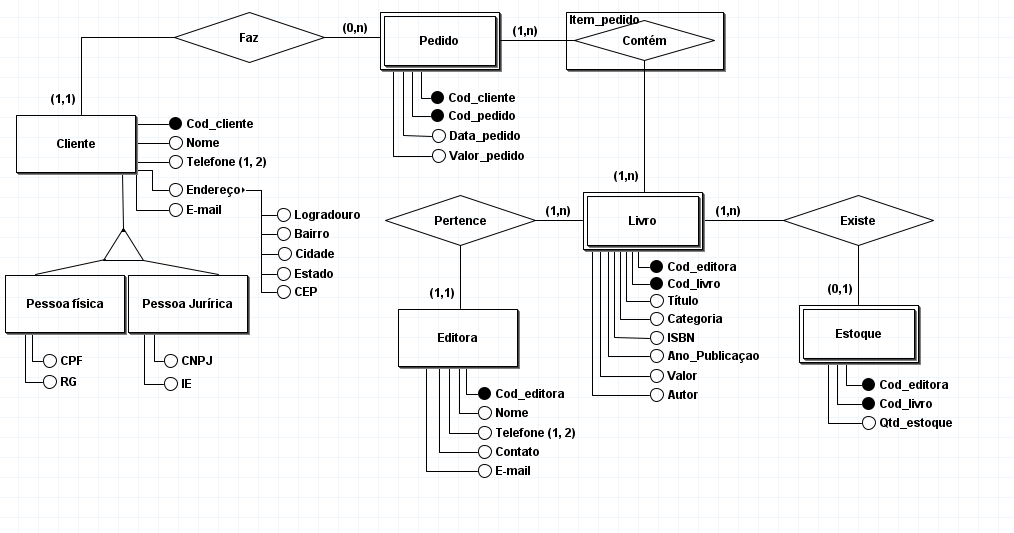 Faz
(0,n)
Pedido
(1,n)
Item_pedido
Contém
(1,1)
Cod_cliente
Cod_pedido
Data_pedido
Valor_pedido
Cliente
Cod_cliente
Nome
Telefone (1, 2)
Endereço
E-mail
Logradouro
Bairro
Cidade
Estado
CEP
(1,n)
Pertence
(1,n)
Livro
(1,n)
Existe
Cod_editora
Cod_livro
Título
Categoria
ISBN
Ano_Publicaçao
Valor
Autor
Pessoa física
Pessoa Jurírica
CPF
RG
CNPJ
IE
(1,1)
Editora
Cod_editora
Nome
Telefone (1, 2)
Contato
E-mail
(0,1)
Estoque
Cod_editora
Cod_livro
Qtd_estoque